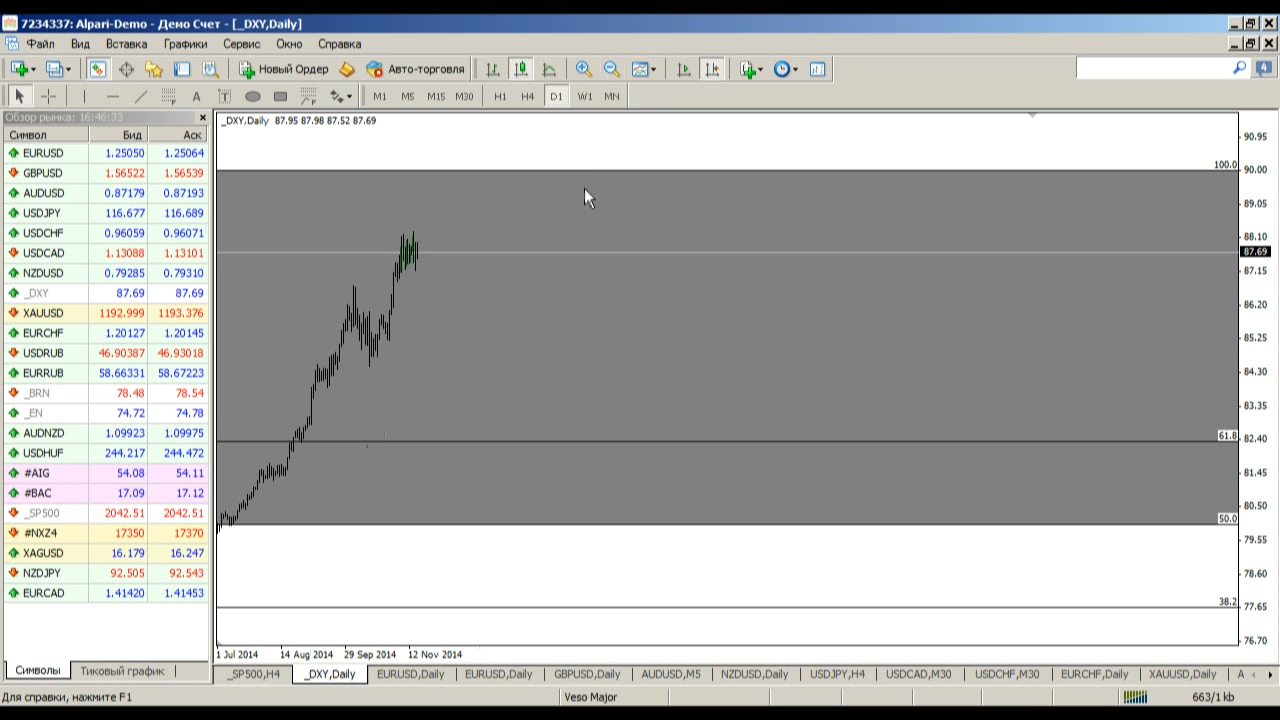 7234337: Alpari-Demo - Демо Счет - [_DXY,Daily]
Файл Вид Вставка Графики Сервис Окно Справка
Новый Ордер Авто-торговля 4
A T M1 M5 M15 M30 H1 H4 D1 W1 MN
Обзор рынка: 16:46:33
Символ Бид Аск
EURUSD 1.25050 1.25064
GBPUSD 1.56522 1.56539
AUDUSD 0.87179 0.87193
USDJPY 116.677 116.689
USDCHF 0.96059 0.96071
USDCAD 1.13088 1.13101
NZDUSD 0.79285 0.79310
_DXY 87.69 87.69
XAUUSD 1192.999 1193.376
EURCHF 1.20127 1.20145
USDRUB 46.90387 46.93018
EURRUB 58.66331 58.67223
_BRN 78.48 78.54
_EN 74.72 74.78
AUDNZD 1.09923 1.09975
USDHUF 244.217 244.472
#AIG 54.08 54.11
#BAC 17.09 17.12
_SP500 2042.51 2042.51
#NXZ4 17350 17370
XAGUSD 16.179 16.247
NZDJPY 92.505 92.543
EURCAD 1.41420 1.41453
Символы Тиковый график
_DXY,Daily 87.95 87.98 87.52 87.69
90.95
100.0 90.00
89.05
88.10
87.69
87.15
86.20
85.25
84.30
83.35
61.8 82.40
81.45
80.50
50.0
79.55
78.60
38.2 77.65
76.70
1 Jul 2014 14 Aug 2014 29 Sep 2014 12 Nov 2014
_SP500,H4 _DXY,Daily EURUSD,Daily EURUSD,Daily GBPUSD,Daily AUDUSD,M5 NZDUSD,Daily USDJPY,H4 USDCAD,M30 USDCHF,M30 EURCHF,Daily XAUUSD,Daily A
Для справки, нажмите F1 Veso Major 663/1 kb